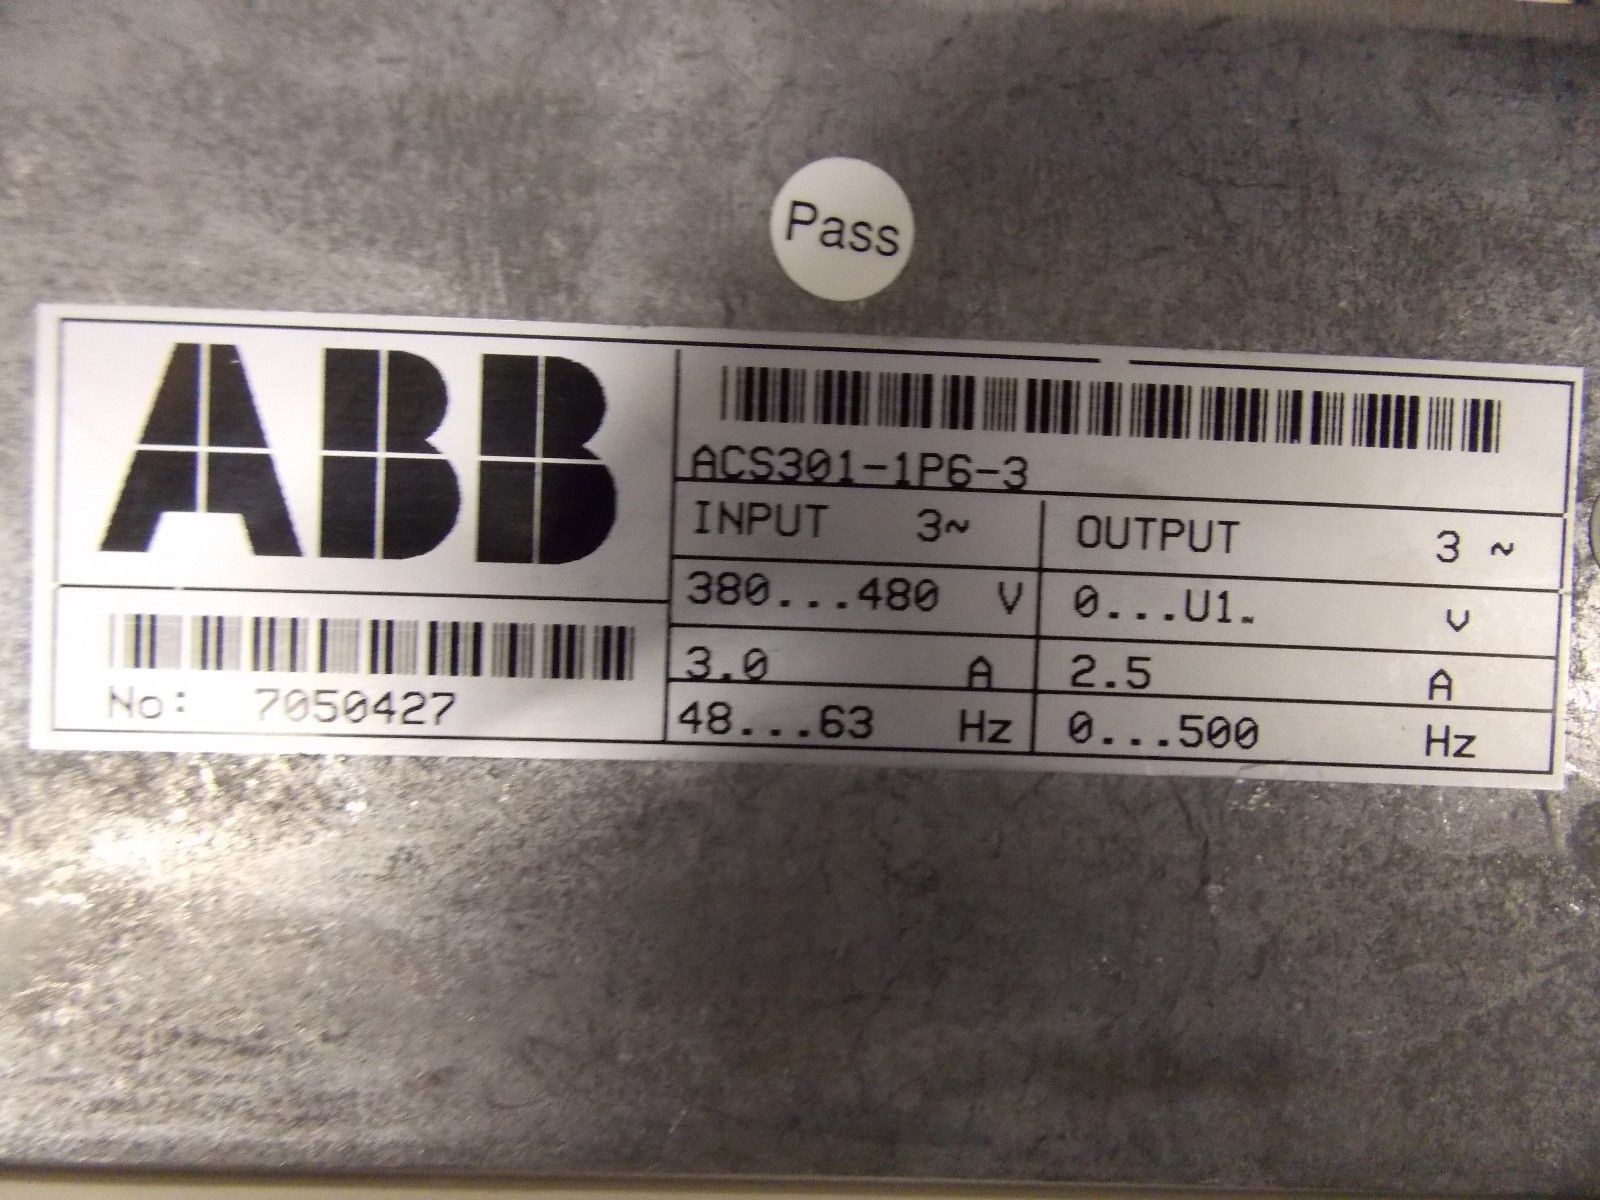 Pass
ABB
ACS301-1P6-3
INPUT 3~ OUTPUT 3 ~
380...480 V 0...U1. V
3.0 A 2.5 A
No: 7050427
48...63 Hz 0...500 Hz